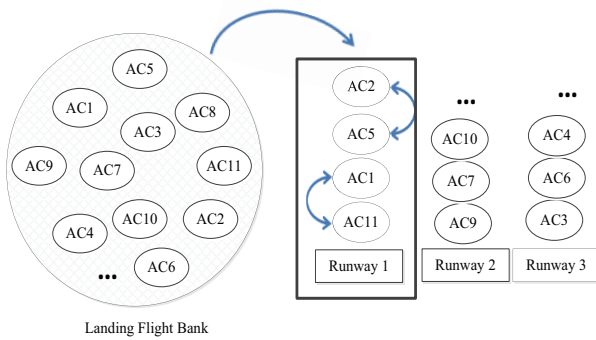 AC5
AC1
AC8
AC3
AC9
AC7
AC11
AC10
AC2
AC4
AC6
...
Landing Flight Bank
AC2
AC5
AC1
AC11
Runway 1
...
AC10
AC7
AC9
Runway 2
...
AC4
AC6
AC3
Runway 3